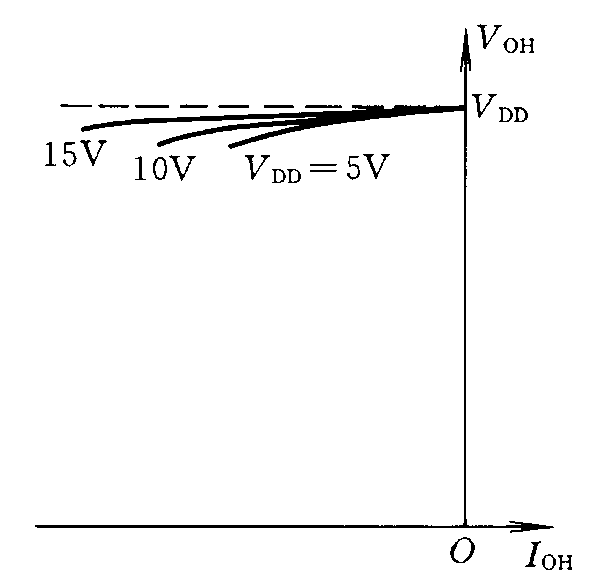 V_OH
V_DD
15V 10V V_DD = 5V
O I_OH